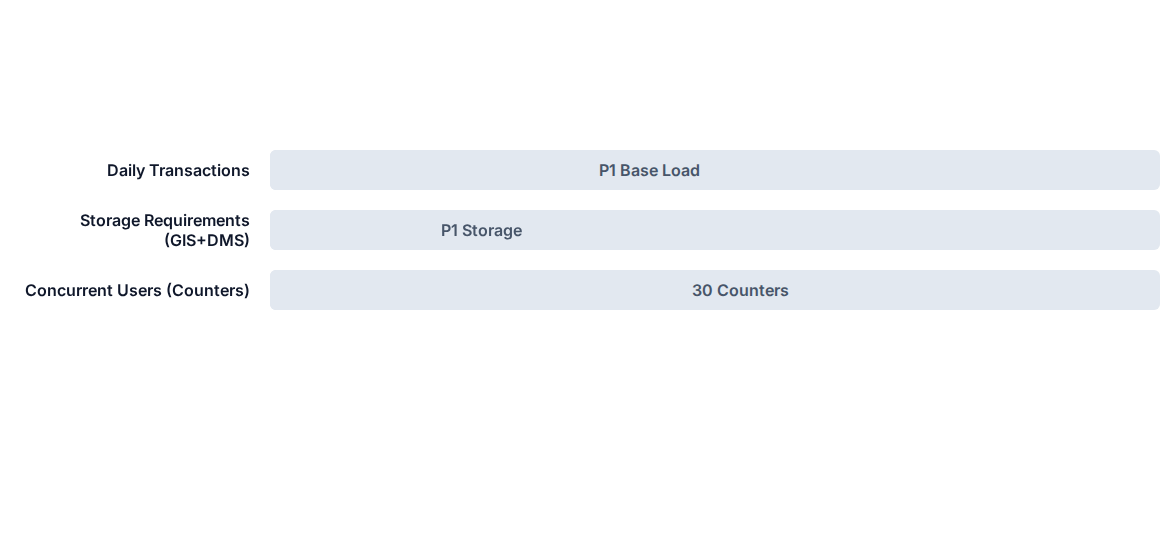 Daily Transactions
P1 Base Load
Storage Requirements
(GIS+DMS)
P1 Storage
Concurrent Users (Counters)
30 Counters